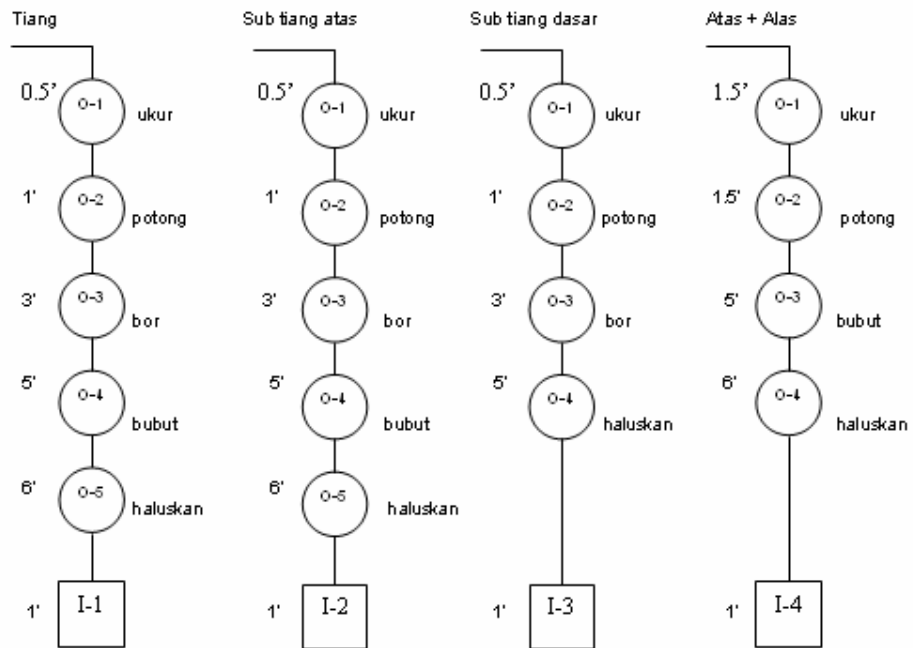 Tiang
0.5’
O-1
ukur
1'
O-2
potong
3'
O-3
bor
5'
O-4
bubut
6'
O-5
haluskan
1'
I-1
Sub tiang atas
0.5’
O-1
ukur
1'
O-2
potong
3'
O-3
bor
5'
O-4
bubut
6'
O-5
haluskan
1'
I-2
Sub tiang dasar
0.5’
O-1
ukur
1'
O-2
potong
3'
O-3
bor
5'
O-4
haluskan
1'
I-3
Atas + Alas
1.5’
O-1
ukur
1.5'
O-2
potong
5'
O-3
bubut
6'
O-4
haluskan
1'
I-4